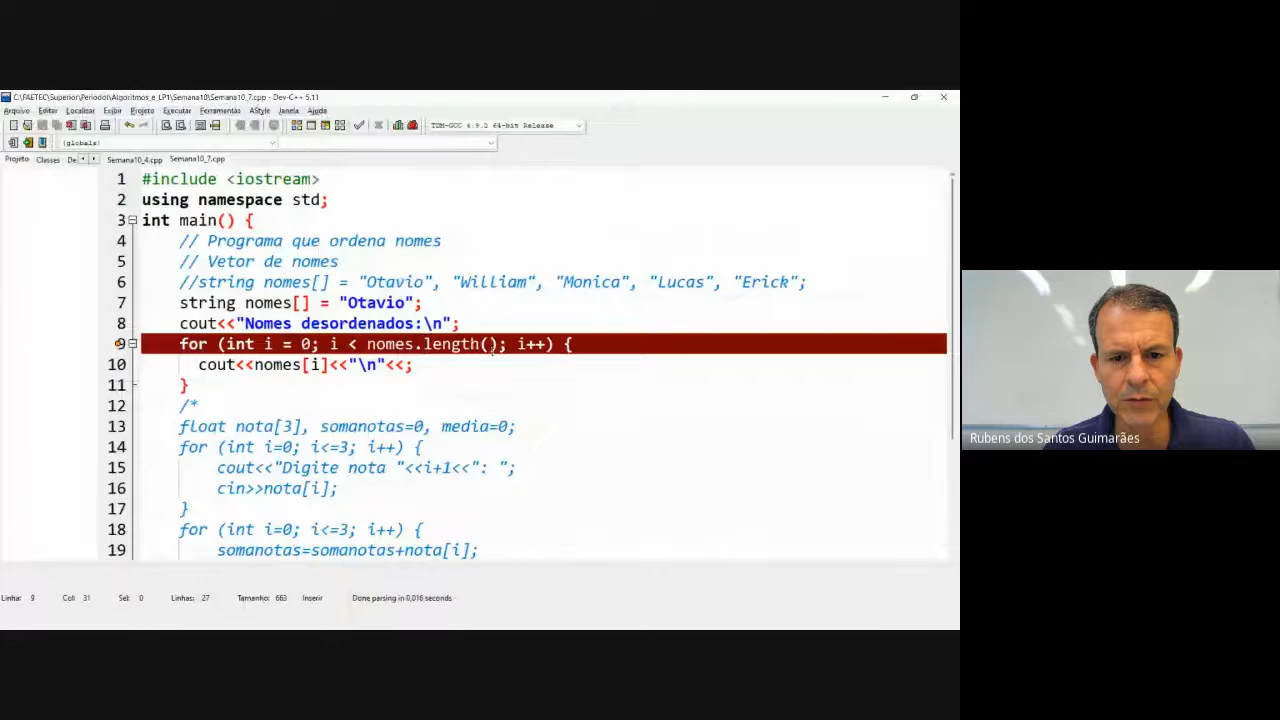 C:\FAETEC\Superior\PeriodoI\Algoritmos_e_LP1\Semana10\Semana10_7.cpp - Dev-C++ 5.11
Arquivo Editar Localizar Exibir Projeto Executar Ferramentas AStyle Janela Ajuda
TDM-GCC 4.9.2 64-bit Release
(globals)
Projeto Classes De Semana10_4.cpp Semana10_7.cpp
1 #include <iostream>
2 using namespace std;
3 int main() {
4 // Programa que ordena nomes
5 // Vetor de nomes
6 //string nomes[] = "Otavio", "William", "Monica", "Lucas", "Erick";
7 string nomes[] = "Otavio";
8 cout<<"Nomes desordenados:\n";
9 for (int i = 0; i < nomes.length(); i++) {
10 cout<<nomes[i]<<"\n"<<;
11 }
12 /*
13 float nota[3], somanotas=0, media=0;
14 for (int i=0; i<=3; i++) {
15 cout<<"Digite nota "<<i+1<<": ";
16 cin>>nota[i];
17 }
18 for (int i=0; i<=3; i++) {
19 somanotas=somanotas+nota[i];
Linha: 9 Col: 31 Sel: 0 Linhas: 27 Tamanho: 663 Inserir Done parsing in 0,016 seconds
Rubens dos Santos Guimarães